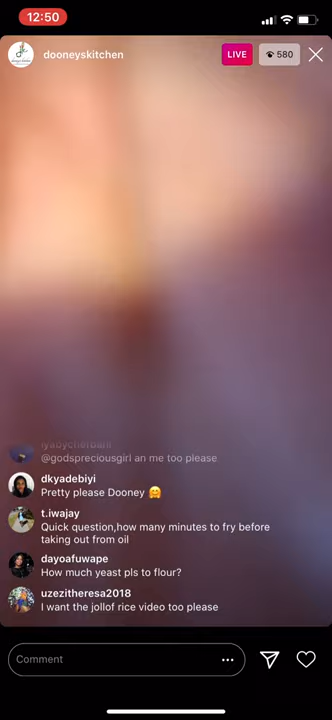 12:50
dooneyskitchen
LIVE
580
@godspreciousgirl an me too please
dkyadebiyi
Pretty please Dooney 🤗
t.iwajay
Quick question,how many minutes to fry before
taking out from oil
dayoafuwape
How much yeast pls to flour?
uzezitheresa2018
I want the jollof rice video too please
Comment